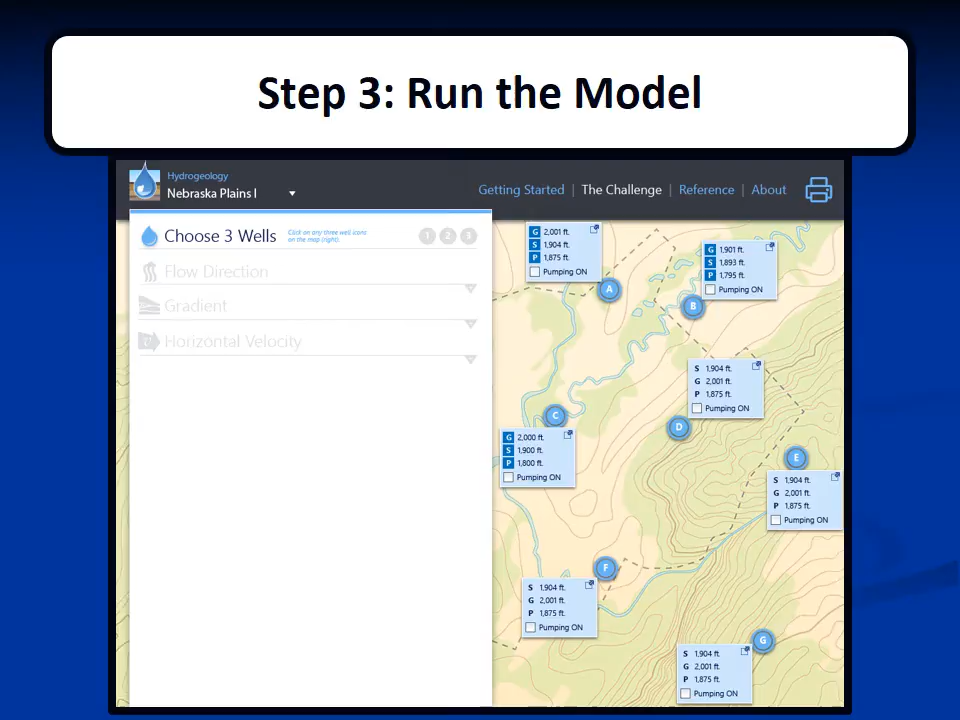 Step 3: Run the Model
Hydrogeology
Nebraska Plains I
Getting Started | The Challenge | Reference | About
Choose 3 Wells
Click on any three well icons
on the map (right).
1 2 3
Flow Direction
Gradient
Horizontal Velocity
G 2,001 ft.
S 1,904 ft.
P 1,875 ft.
Pumping ON
A
G 1,901 ft.
S 1,893 ft.
P 1,795 ft.
Pumping ON
B
S 1,904 ft.
G 2,001 ft.
P 1,875 ft.
Pumping ON
D
C
G 2,000 ft.
S 1,900 ft.
P 1,800 ft.
Pumping ON
E
S 1,904 ft.
G 2,001 ft.
P 1,875 ft.
Pumping ON
F
S 1,904 ft.
G 2,001 ft.
P 1,875 ft.
Pumping ON
G
S 1,904 ft.
G 2,001 ft.
P 1,875 ft.
Pumping ON